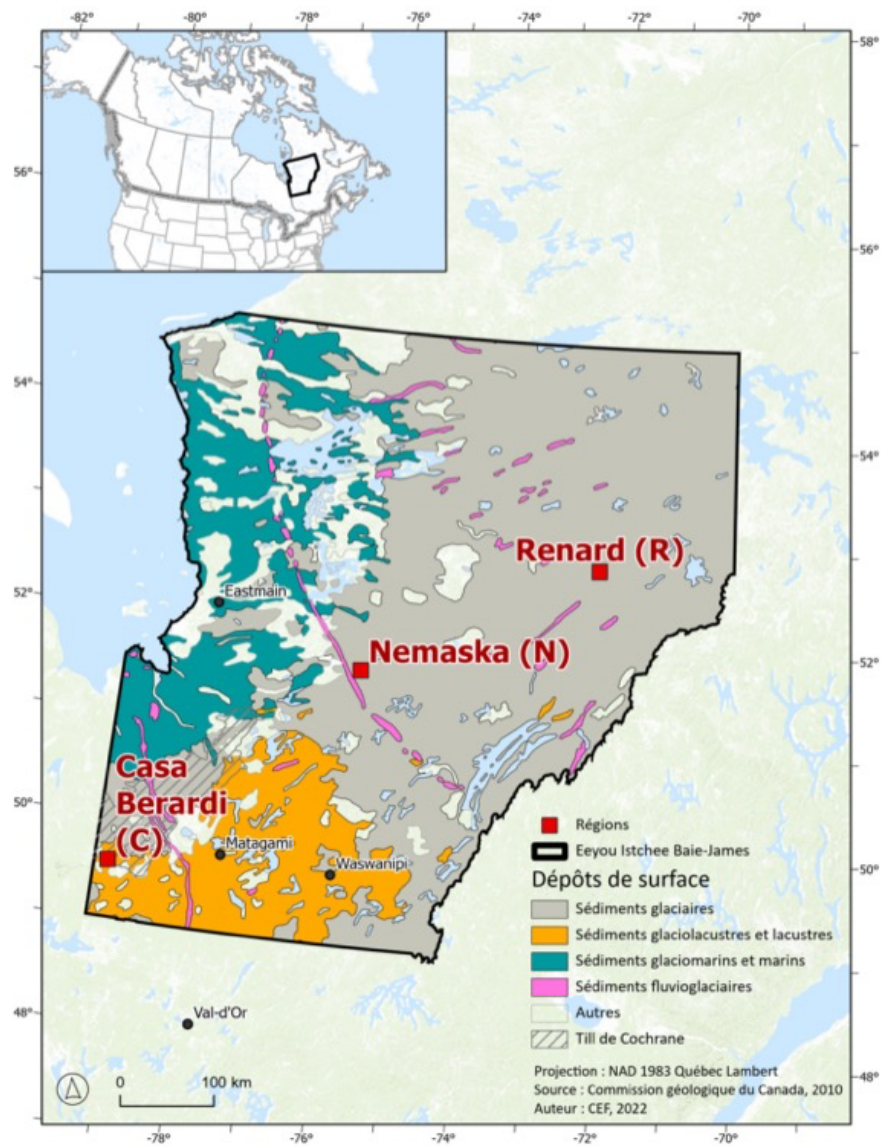 -82° -80° -78° -76° -74° -72° -70°
58°
56°
56°
54°
54°
52°
52°
50°
50°
48°
48°
-78° -76° -74° -72° -70°
Renard (R)
Eastmain
Nemaska (N)
Casa
Berardi
(C)
Matagami
Waswanipi
Val-d'Or
0 100 km
Régions
Eeyou Istchee Baie-James
Dépôts de surface
Sédiments glaciaires
Sédiments glaciolacustres et lacustres
Sédiments glaciomarins et marins
Sédiments fluvioglaciaires
Autres
Till de Cochrane
Projection : NAD 1983 Québec Lambert
Source : Commission géologique du Canada, 2010
Auteur : CEF, 2022